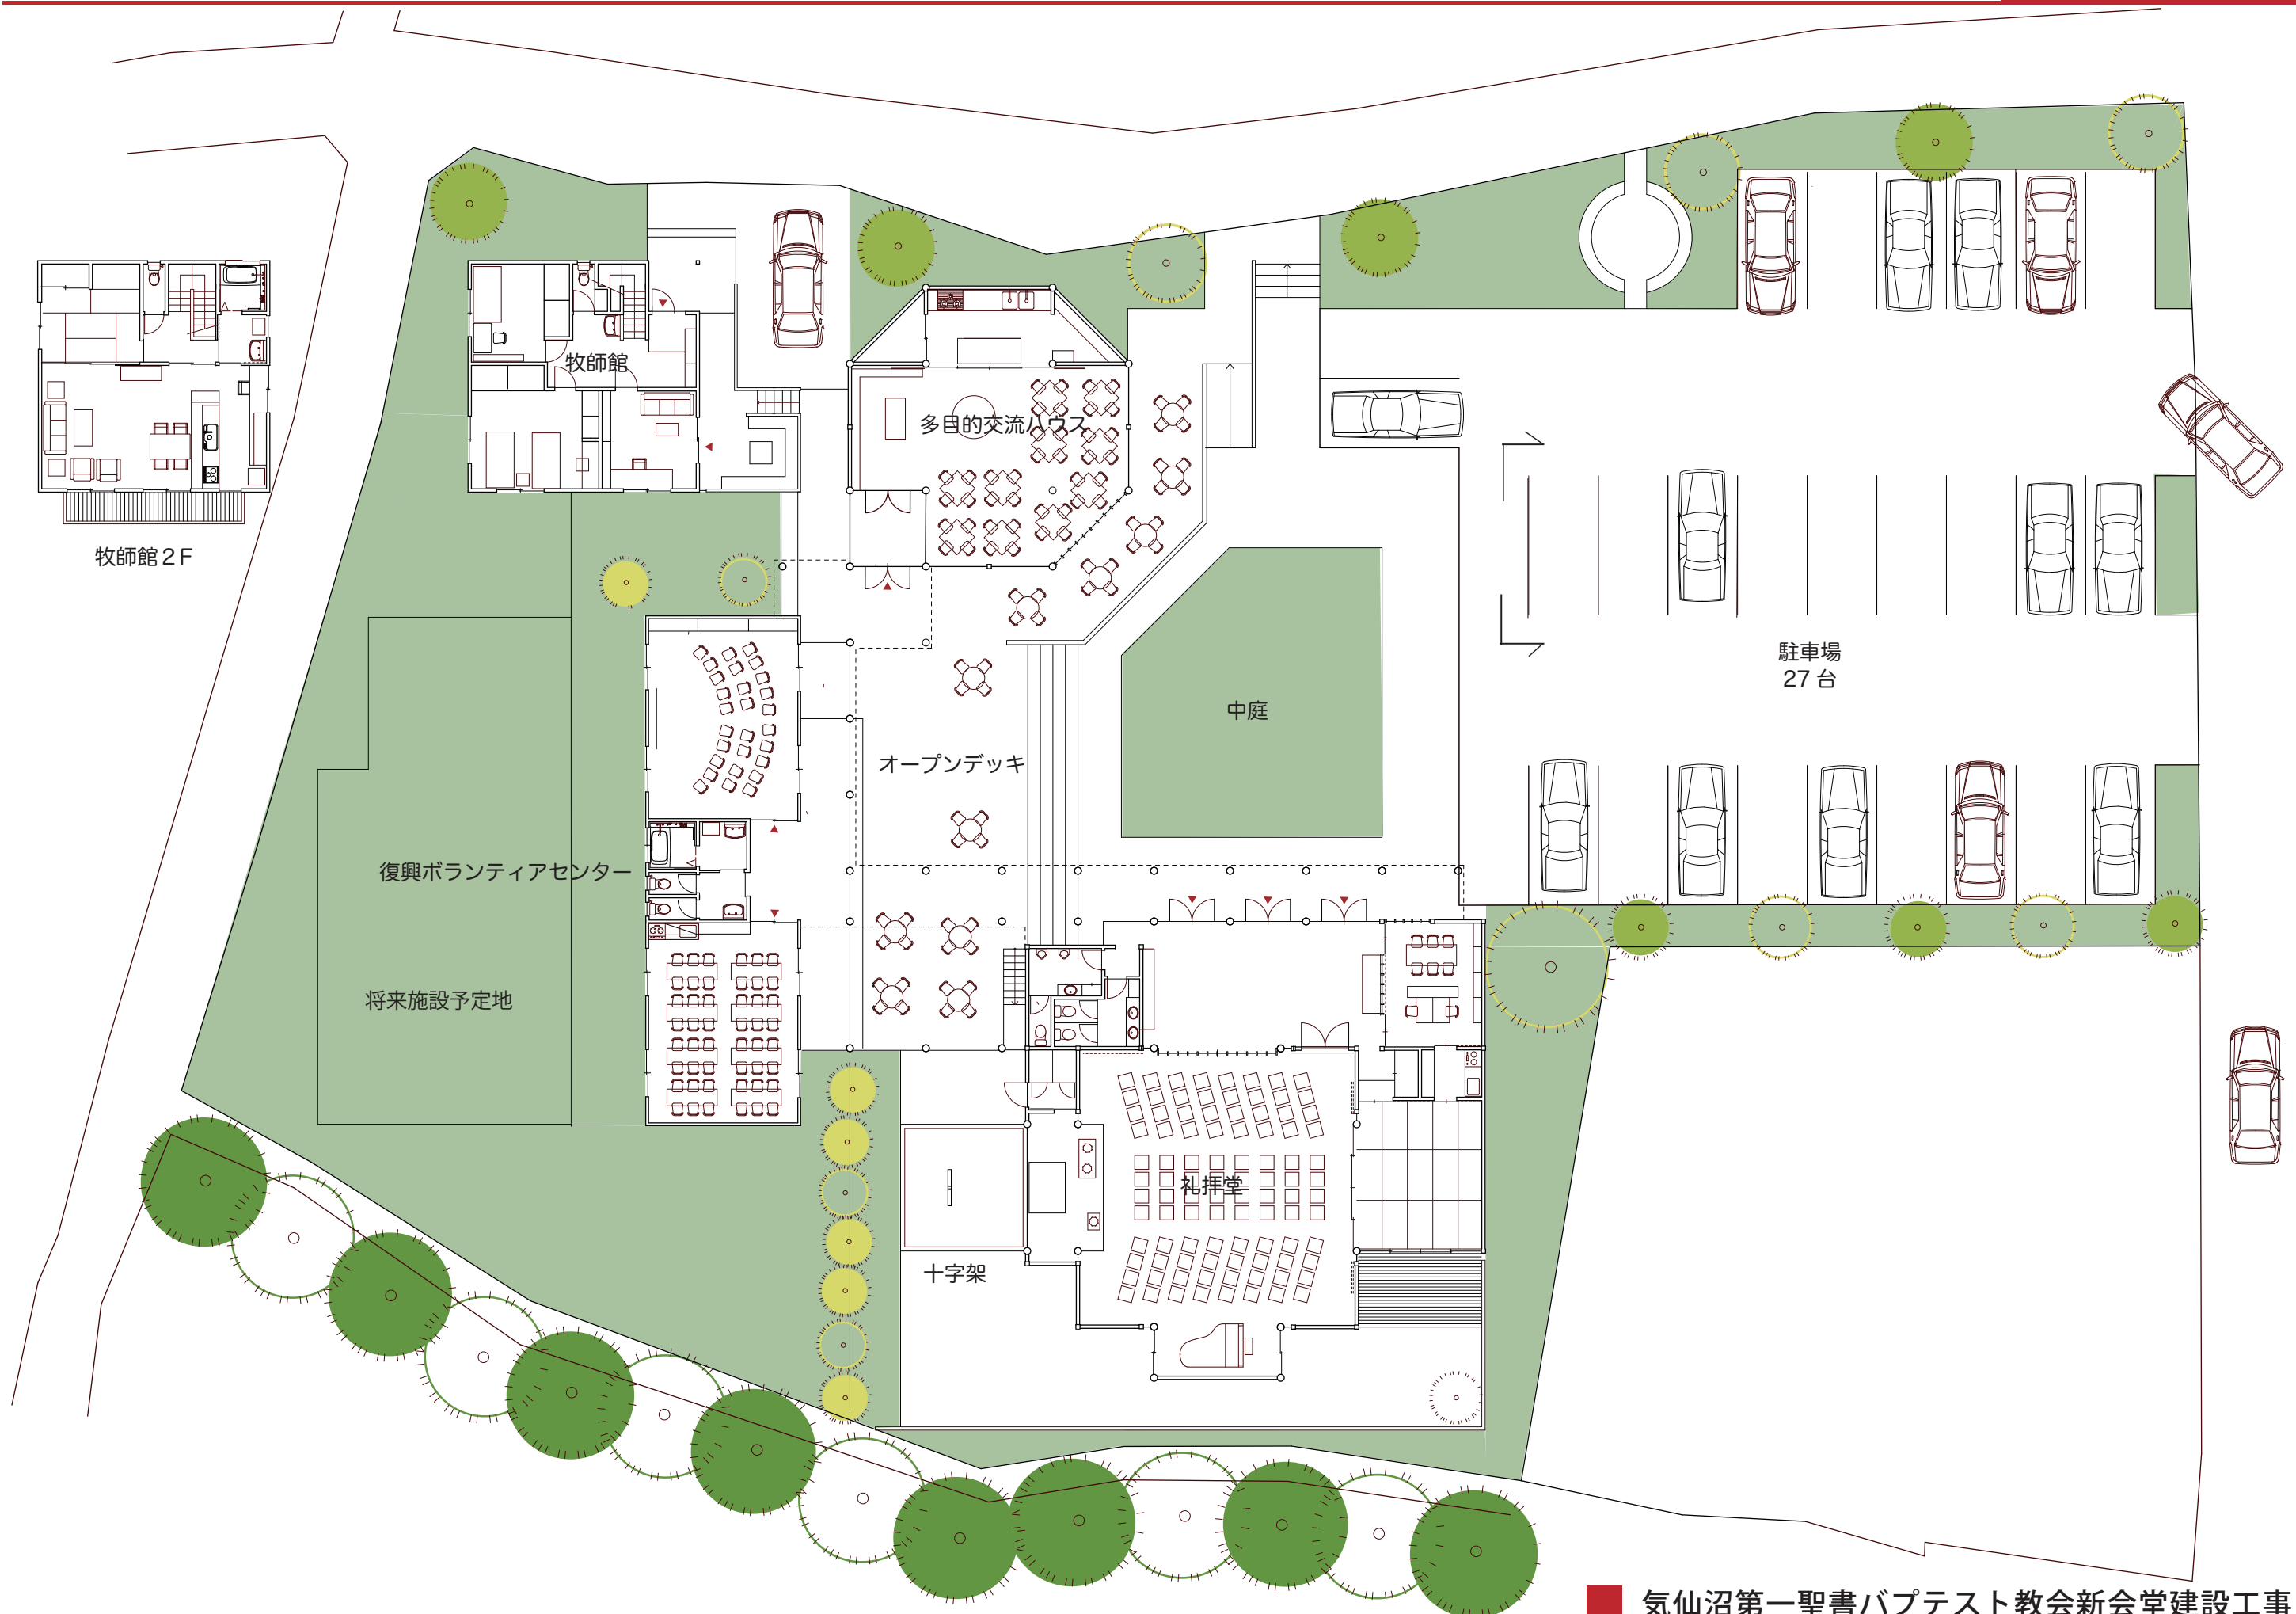 牧師館
多目的交流ハウス
牧師館２Ｆ
駐車場
27 台
中庭
オープンデッキ
復興ボランティアセンター
将来施設予定地
礼拝堂
十字架
気仙沼第一聖書バプテスト教会新会堂建設工事